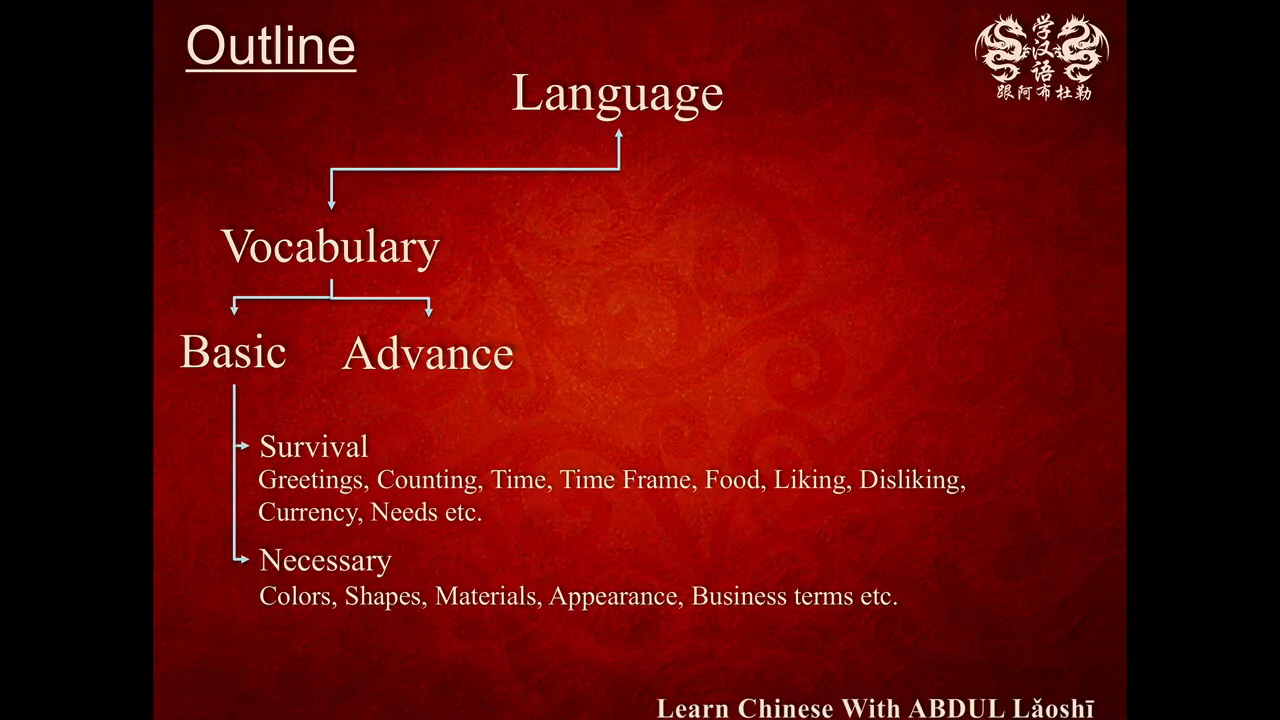 Outline
学
汉
语
跟阿布杜勒
Language
Vocabulary
Basic Advance
Survival
Greetings, Counting, Time, Time Frame, Food, Liking, Disliking,
Currency, Needs etc.
Necessary
Colors, Shapes, Materials, Appearance, Business terms etc.
Learn Chinese With ABDUL Lǎoshī